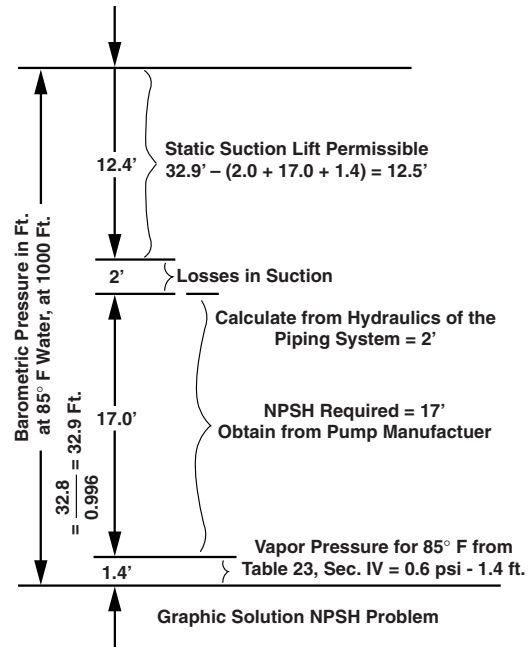 12.4’
Static Suction Lift Permissible
32.9’ – (2.0 + 17.0 + 1.4) = 12.5’
2’
Losses in Suction
Calculate from Hydraulics of the
Piping System = 2’
17.0’
NPSH Required = 17’
Obtain from Pump Manufactuer
Barometric Pressure in Ft.
at 85° F Water, at 1000 Ft.
= 32.8 / 0.996 = 32.9 Ft.
Vapor Pressure for 85° F from
Table 23, Sec. IV = 0.6 psi - 1.4 ft.
1.4’
Graphic Solution NPSH Problem